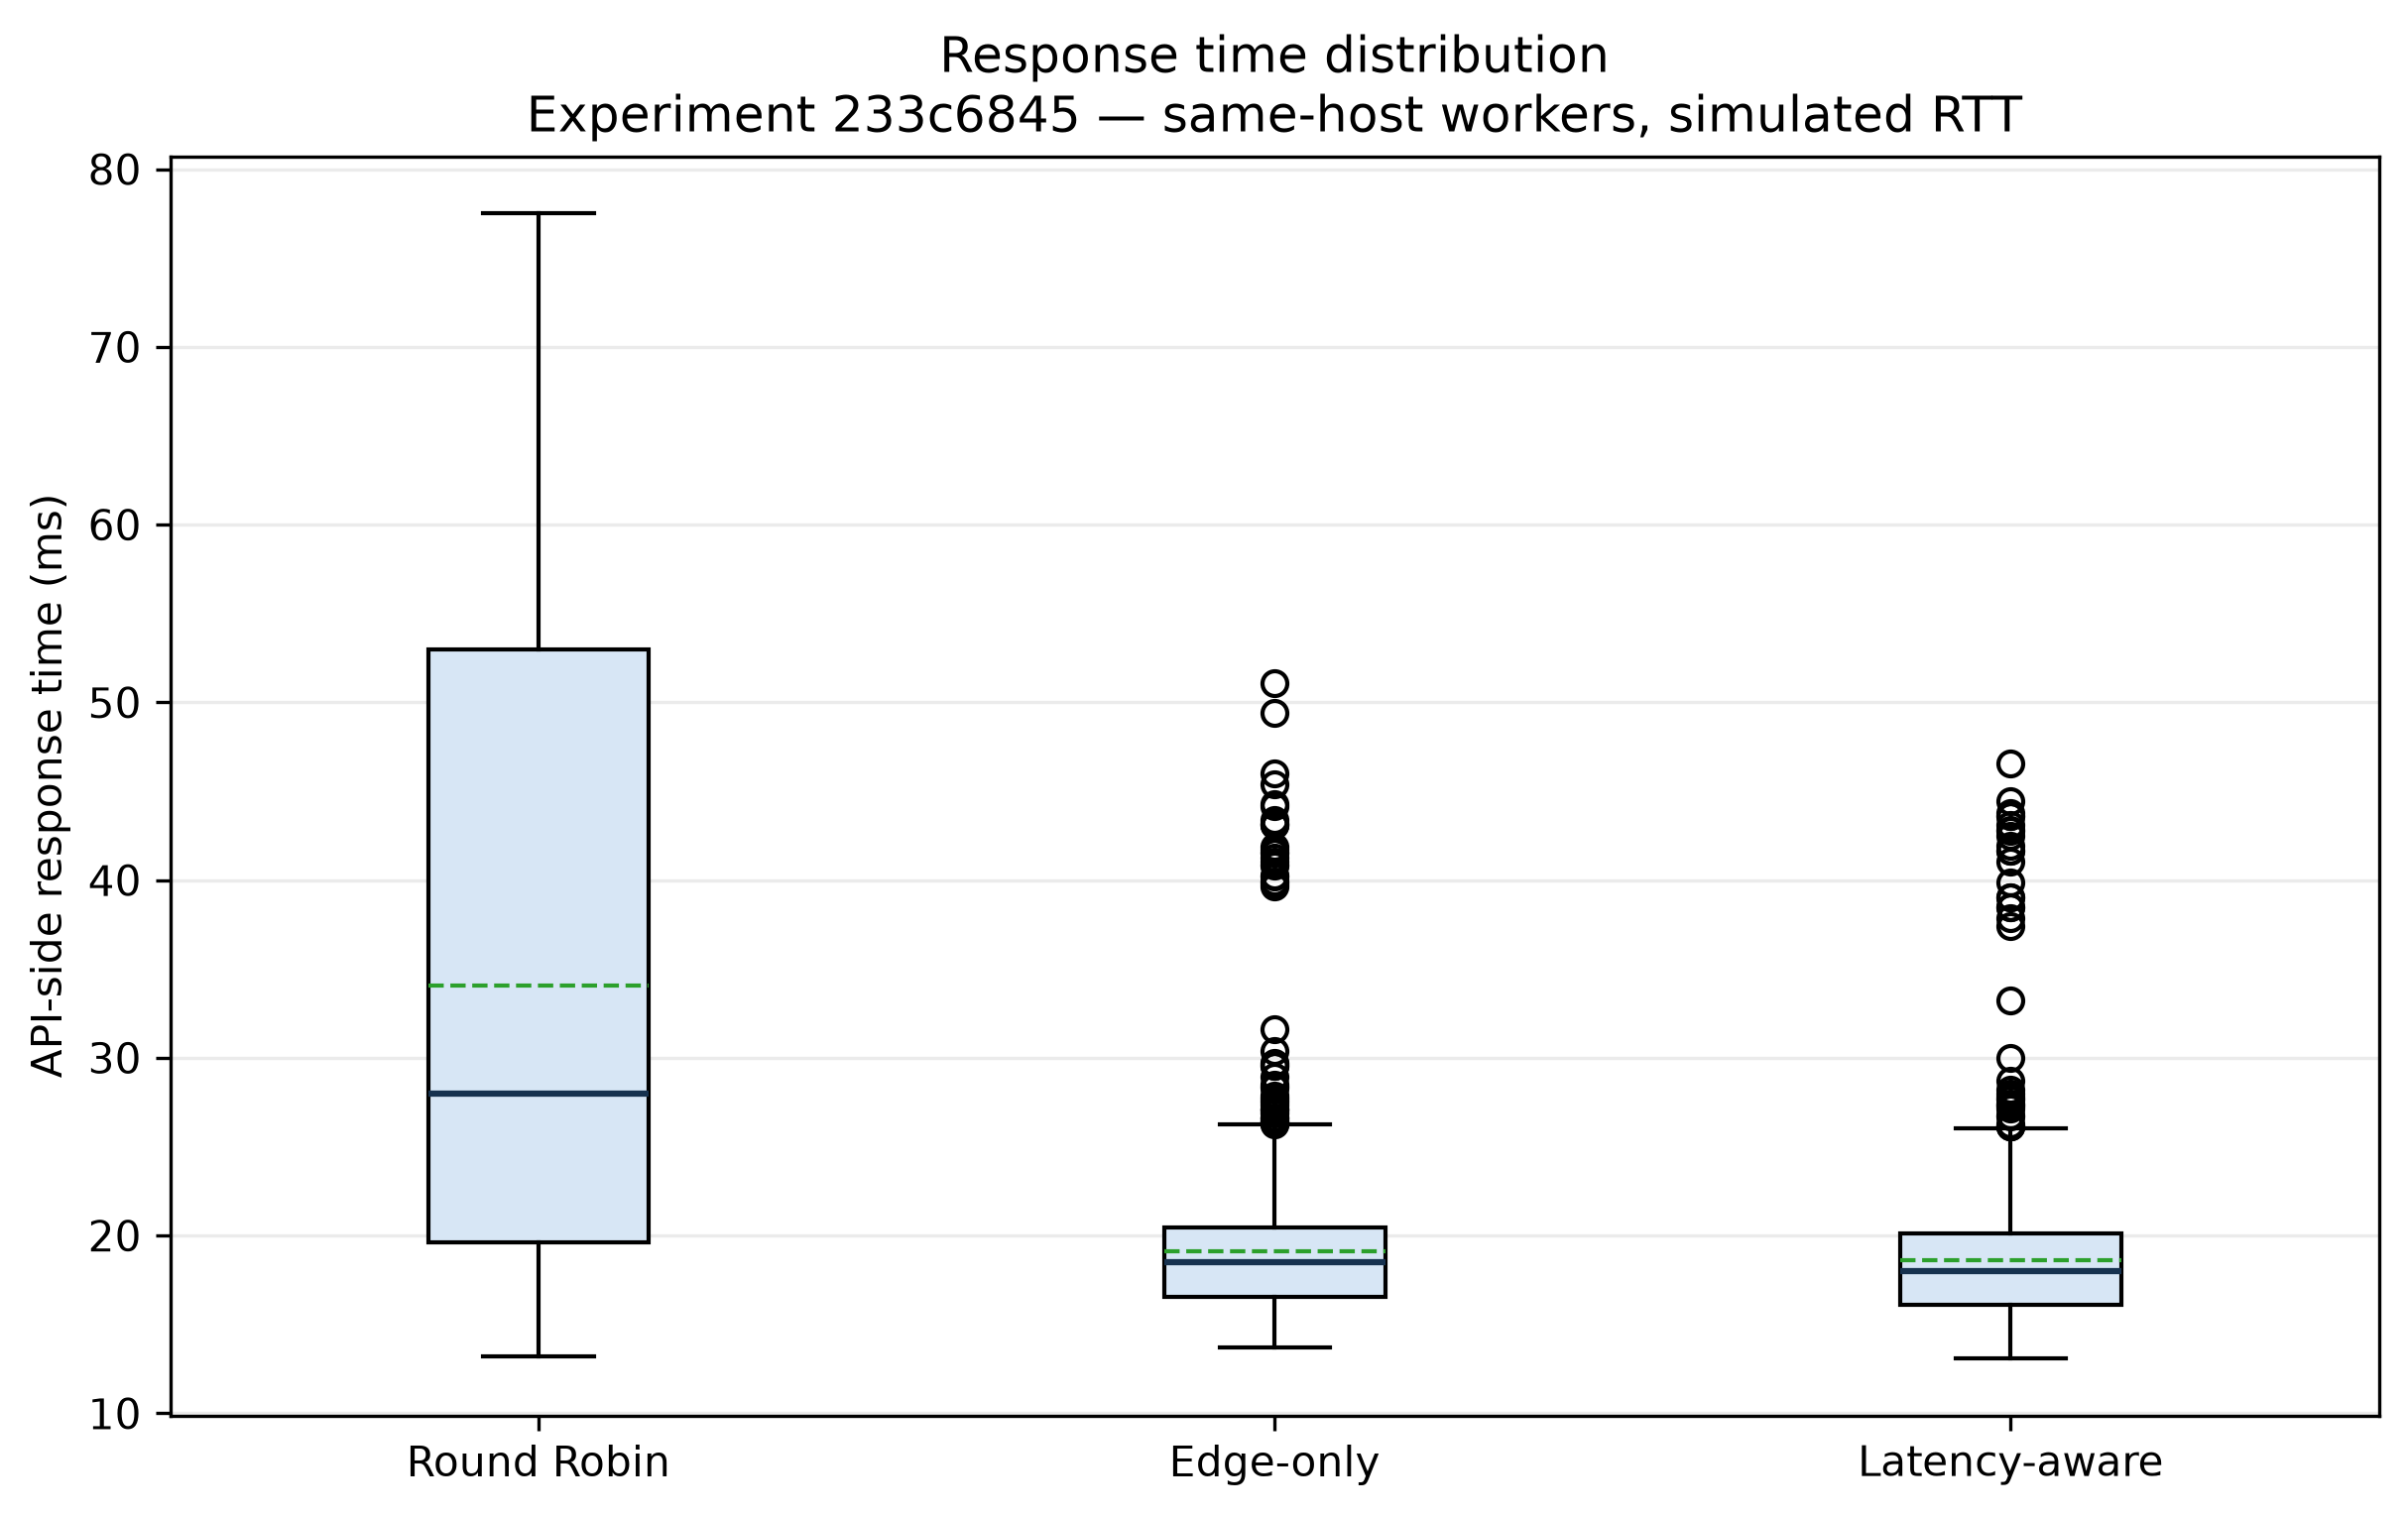 Response time distribution
Experiment 233c6845 — same-host workers, simulated RTT
API-side response time (ms)
80
70
60
50
40
30
20
10
Round Robin
Edge-only
Latency-aware